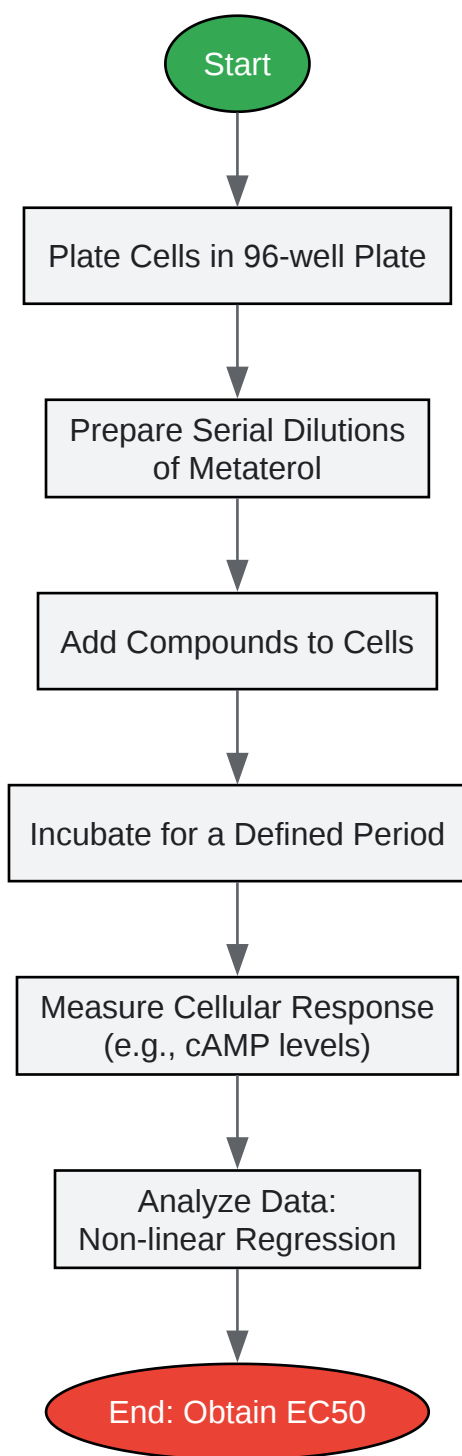 Start
Plate Cells in 96-well Plate
Prepare Serial Dilutions
of Metaterol
Add Compounds to Cells
Incubate for a Defined Period
Measure Cellular Response
(e.g., cAMP levels)
Analyze Data:
Non-linear Regression
End: Obtain EC50